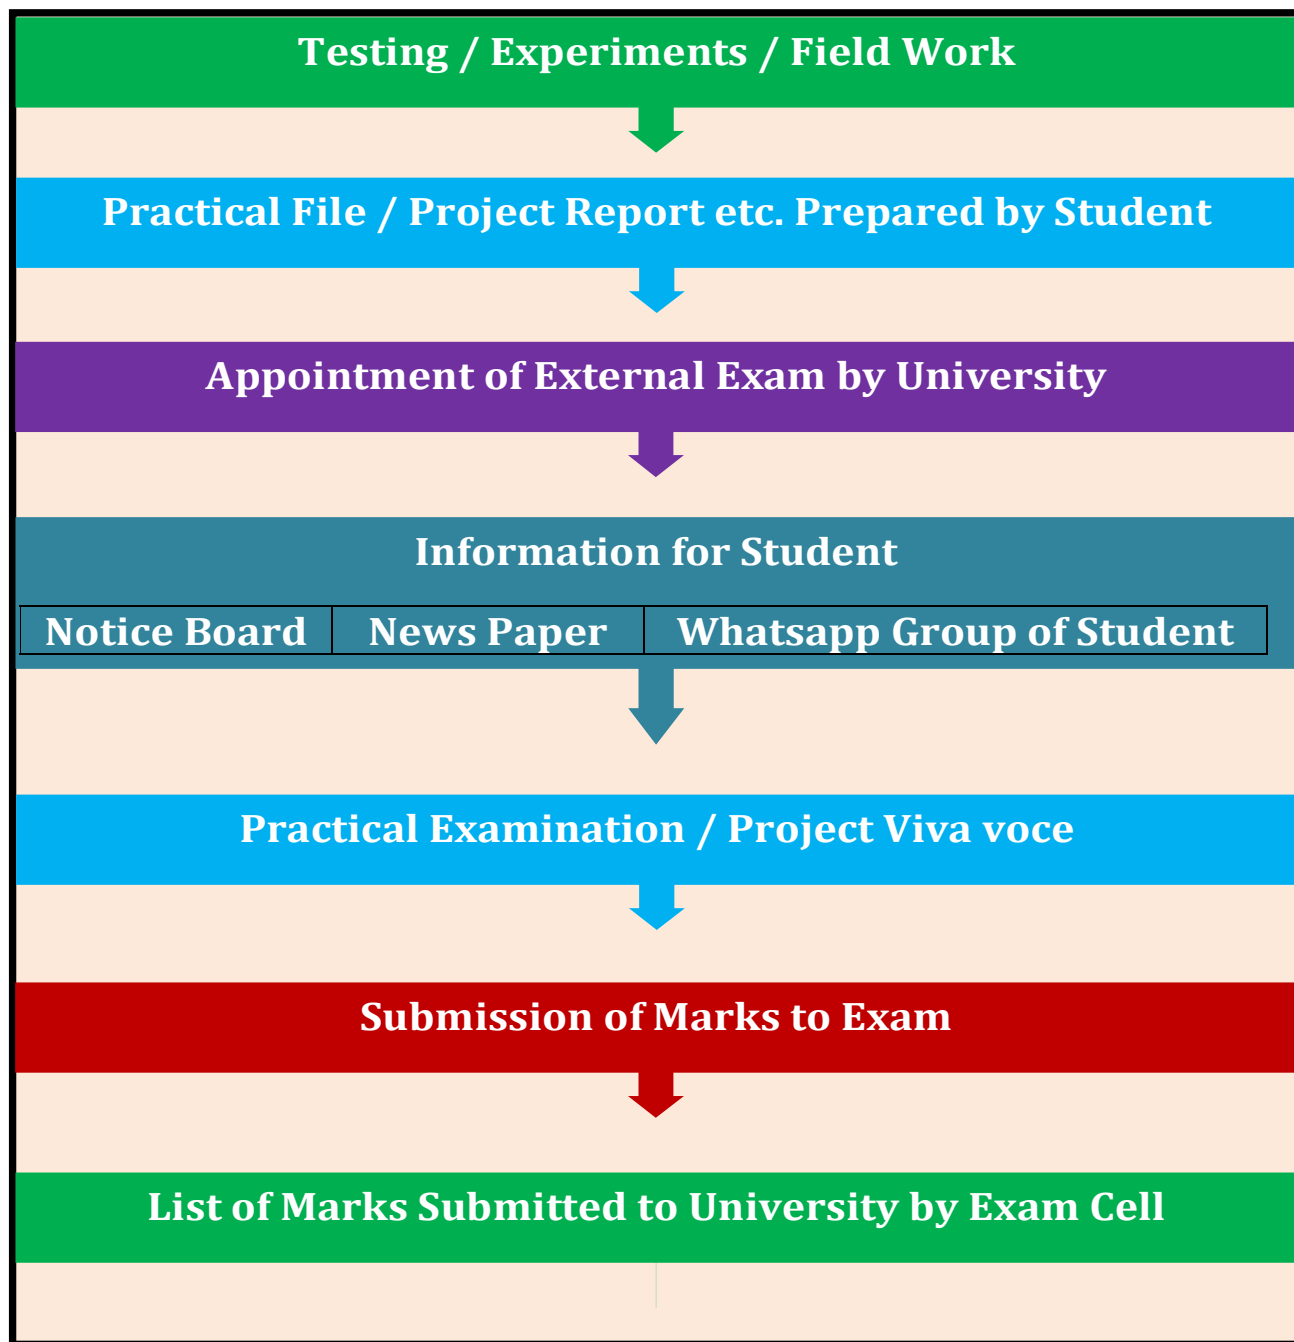 Testing / Experiments / Field Work
Practical File / Project Report etc. Prepared by Student
Appointment of External Exam by University
Information for Student
Notice Board News Paper Whatsapp Group of Student
Practical Examination / Project Viva voce
Submission of Marks to Exam
List of Marks Submitted to University by Exam Cell